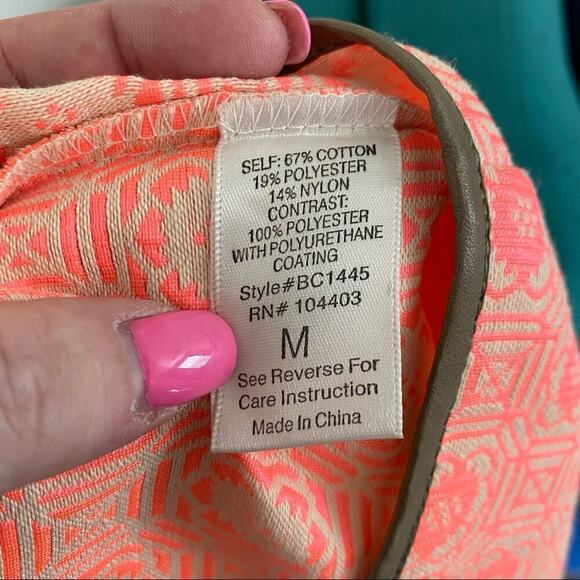 SELF: 67% COTTON
19% POLYESTER
14% NYLON
CONTRAST:
100% POLYESTER
WITH POLYURETHANE
COATING
Style#BC1445
RN# 104403
M
See Reverse For
Care Instruction
Made In China